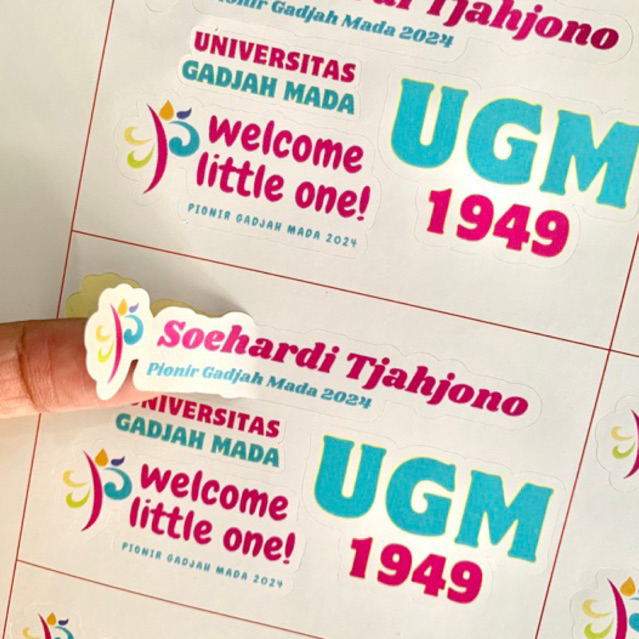 Tjahjono
Pionir Gadjah Mada 2024
UNIVERSITAS
GADJAH MADA
welcome
little one!
PIONIR GADJAH MADA 2024
UGM
1949
Soehardi Tjahjono
Pionir Gadjah Mada 2024
UNIVERSITAS
GADJAH MADA
welcome
little one!
PIONIR GADJAH MADA 2024
UGM
1949